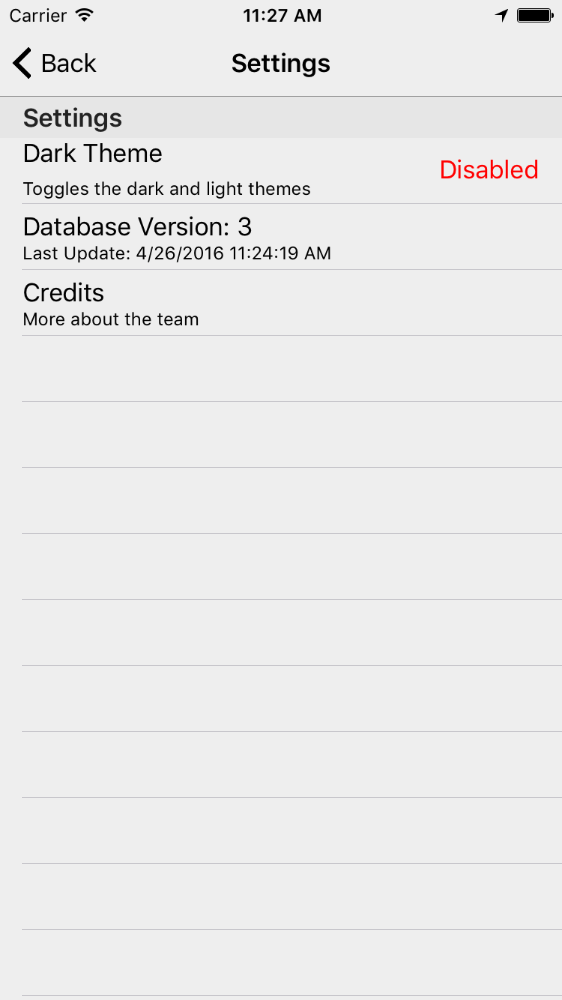 Carrier 11:27 AM
Back Settings
Settings
Dark Theme
Disabled
Toggles the dark and light themes
Database Version: 3
Last Update: 4/26/2016 11:24:19 AM
Credits
More about the team